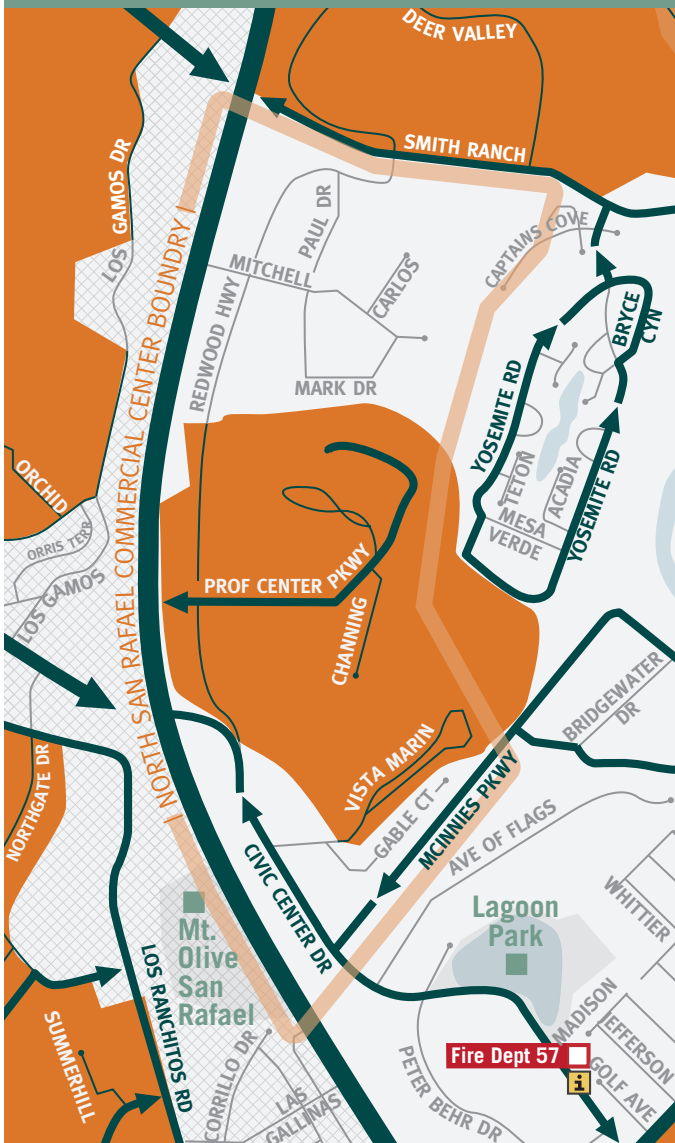 DEER VALLEY
SMITH RANCH
LOS GAMOS DR
PAUL DR
CAPTAINS COVE
MITCHELL
CARLOS
REDWOOD HWY
BRYCE
CYN
MARK DR
| NORTH SAN RAFAEL COMMERCIAL CENTER BOUNDRY |
YOSEMITE RD
TETON
ACADIA
MESA
VERDE
YOSEMITE RD
ORCHID
ORRIS TERR
LOS GAMOS
PROF CENTER PKWY
CHANNING
BRIDGEWATER
DR
VISTA MARIN
NORTHGATE DR
GABLE CT
MCINNIES PKWY
AVE OF FLAGS
CIVIC CENTER DR
WHITTIER
Lagoon
Park
Mt.
Olive
San
Rafael
LOS RANCHITOS RD
MADISON
JEFFERSON
GOLF AVE
Fire Dept 57
i
SUMMERHILL
CORRILLO DR
LAS
GALLINAS
PETER BEHR DR